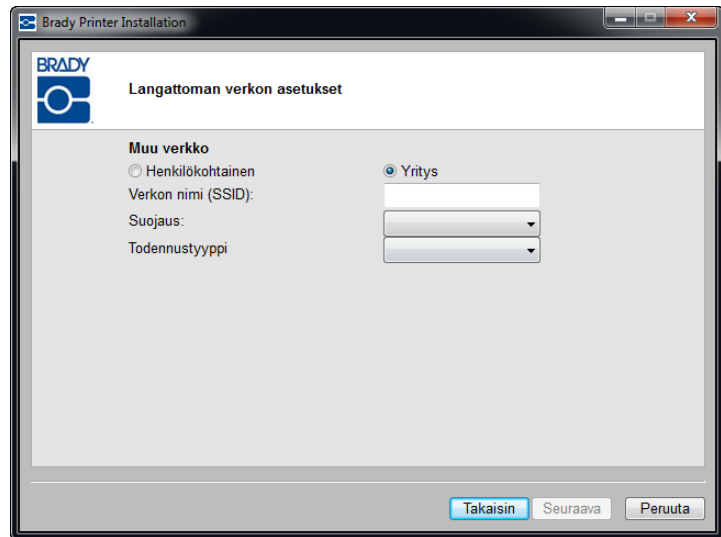 Brady Printer Installation
BRADY
Langattoman verkon asetukset
Muu verkko
Henkilökohtainen Yritys
Verkon nimi (SSID):
Suojaus:
Todennustyyppi
Takaisin Seuraava Peruuta